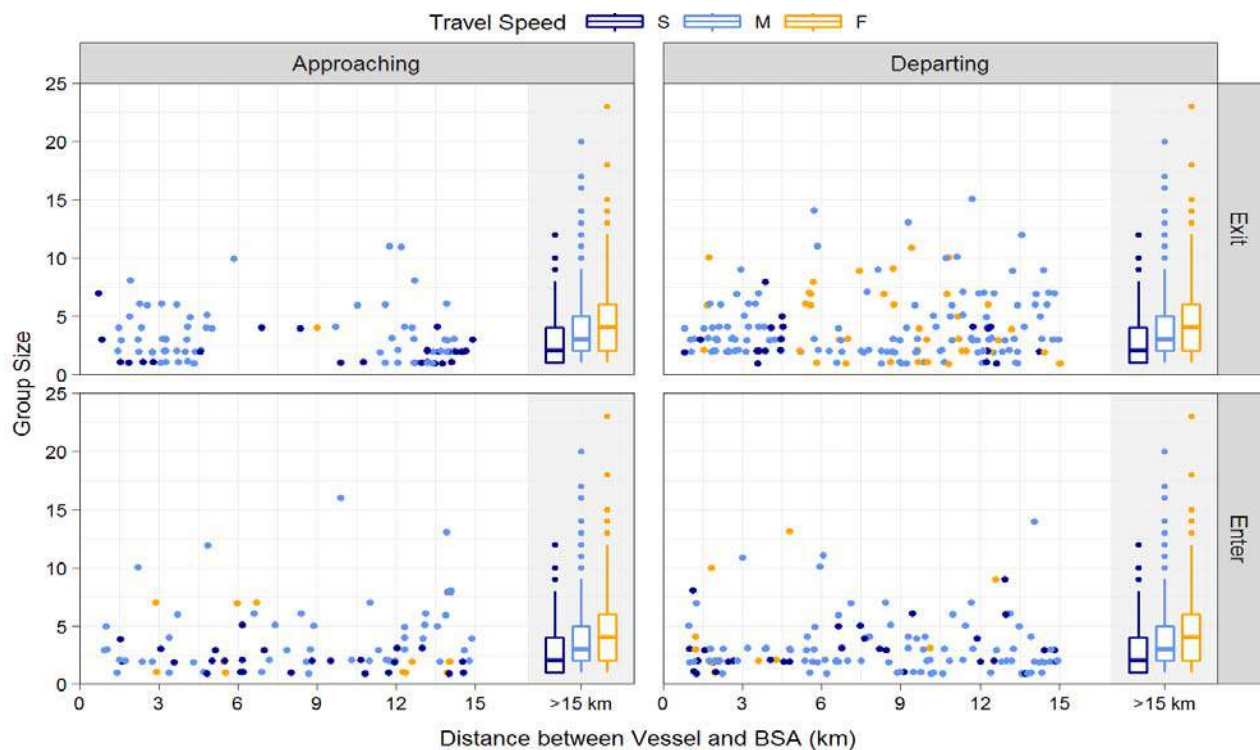 Travel Speed S M F
Approaching Departing
25
20
15
10
5
0
Exit
Group Size
25
20
15
10
5
0
Enter
0 3 6 9 12 15 >15 km 0 3 6 9 12 15 >15 km
Distance between Vessel and BSA (km)